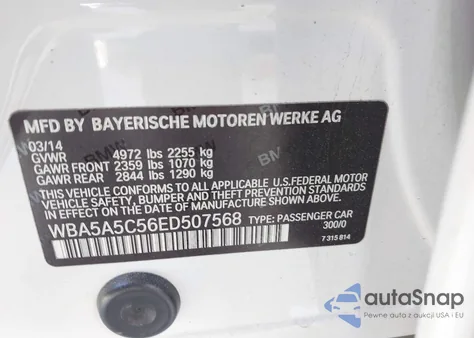 MFD BY BAYERISCHE MOTOREN WERKE AG
03/14
GVWR 4972 lbs 2255 kg
GAWR FRONT 2359 lbs 1070 kg
GAWR REAR 2844 lbs 1290 kg
THIS VEHICLE CONFORMS TO ALL APPLICABLE U.S.FEDERAL MOTOR
VEHICLE SAFETY, BUMPER, AND THEFT PREVENTION STANDARDS
IN EFFECT ON THE DATE OF MANUFACTURE SHOWN ABOVE.
WBA5A5C56ED507568 TYPE: PASSENGER CAR
300/0
7 315 814
autoSnap
Pewne auta z aukcji USA i EU